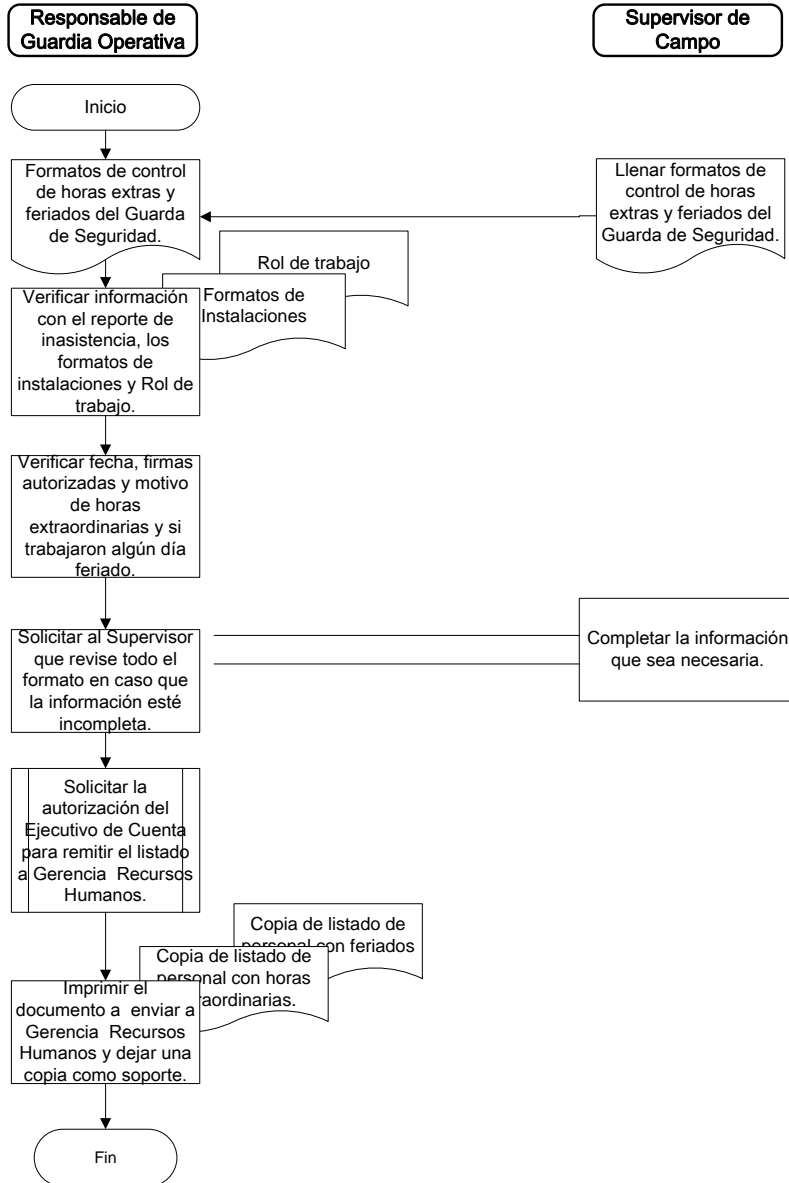 Responsable de
Guardia Operativa
Supervisor de
Campo
Inicio
Formatos de control
de horas extras y
feriados del Guarda
de Seguridad.
Llenar formatos de
control de horas
extras y feriados del
Guarda de Seguridad.
Rol de trabajo
Formatos de
Instalaciones
Verificar información
con el reporte de
inasistencia, los
formatos de
instalaciones y Rol de
trabajo.
Verificar fecha, firmas
autorizadas y motivo
de horas
extraordinarias y si
trabajaron algún día
feriado.
Solicitar al Supervisor
que revise todo el
formato en caso que
la información esté
incompleta.
Completar la información
que sea necesaria.
Solicitar la
autorización del
Ejecutivo de Cuenta
para remitir el listado
a Gerencia Recursos
Humanos.
Copia de listado de
personal con feriados
Copia de listado de
personal con horas
raordinarias.
Imprimir el
documento a enviar a
Gerencia Recursos
Humanos y dejar una
copia como soporte.
Fin